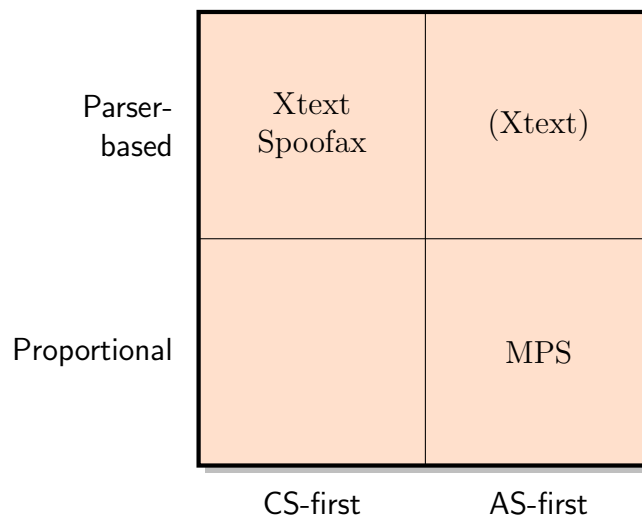 Parser-
based
Xtext
Spoofax
(Xtext)
Proportional
MPS
CS-first
AS-first